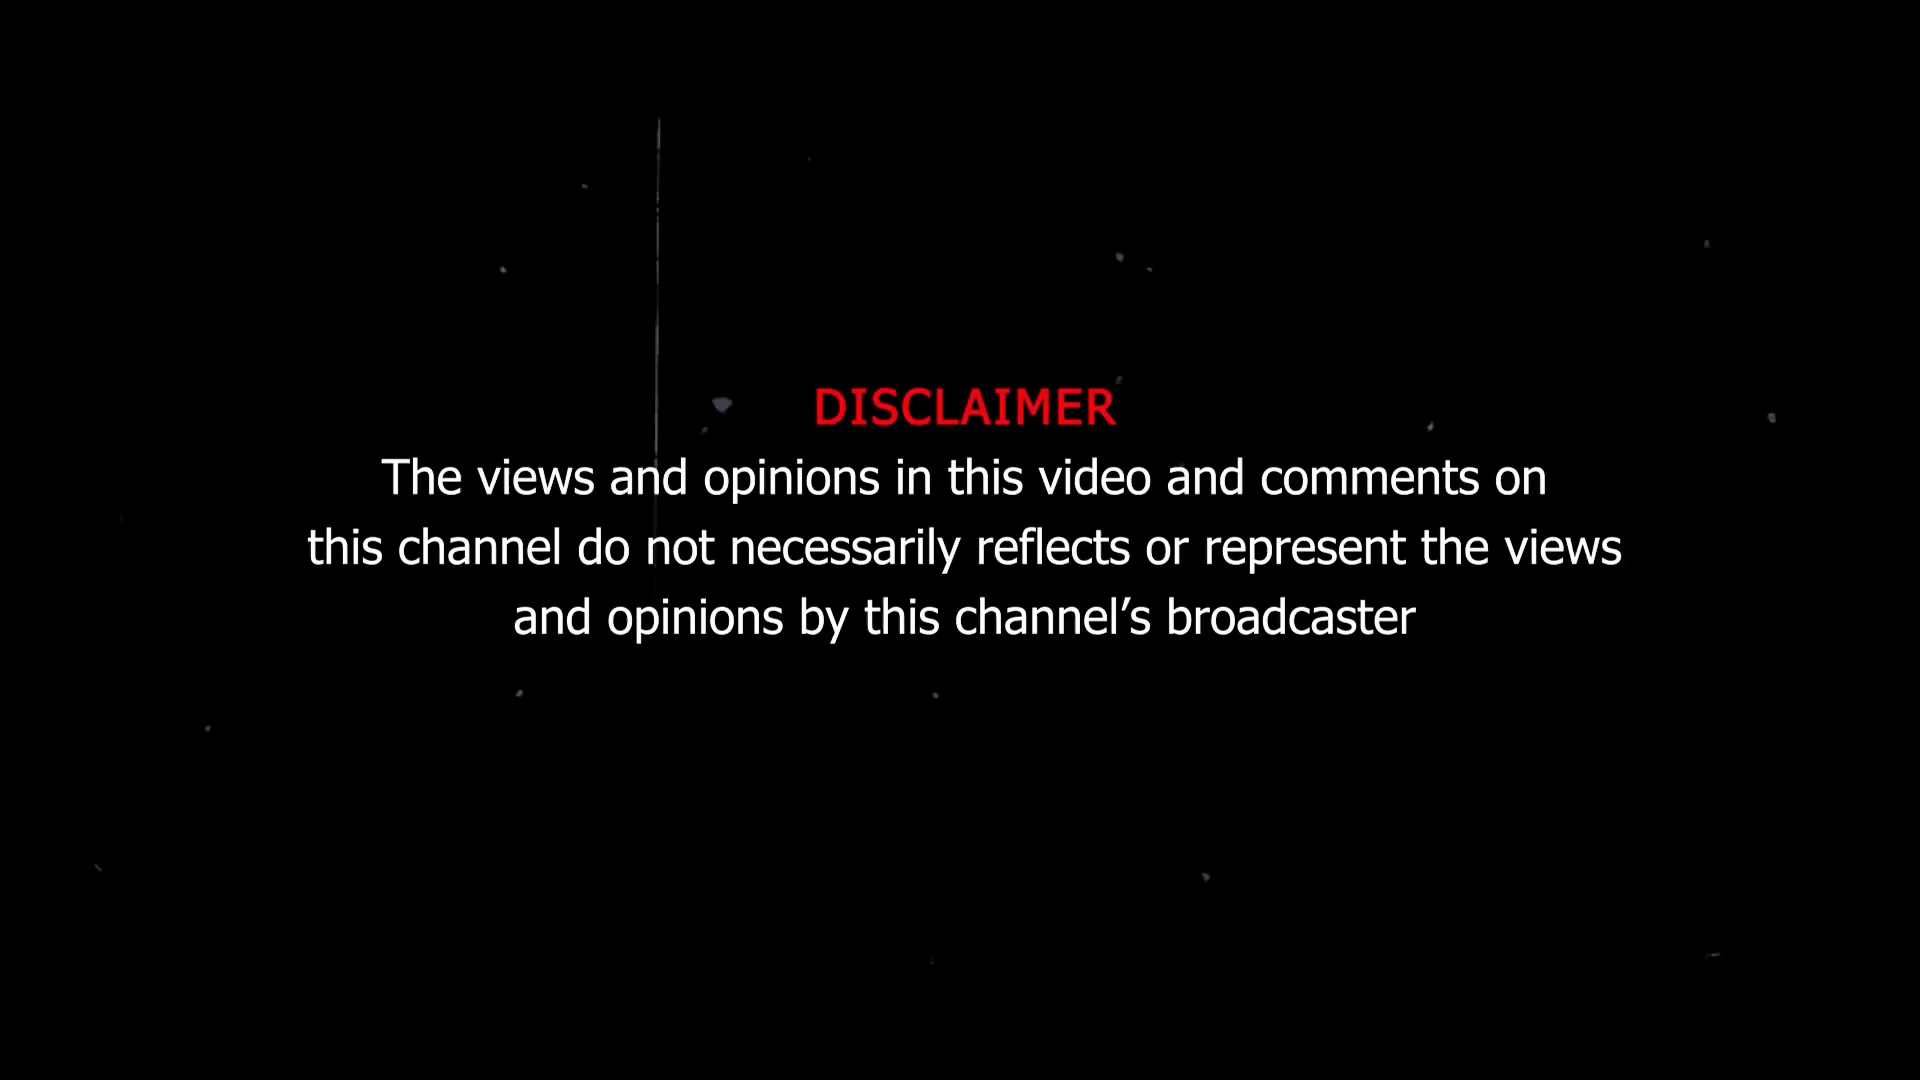 DISCLAIMER
The views and opinions in this video and comments on
this channel do not necessarily reflects or represent the views
and opinions by this channel’s broadcaster